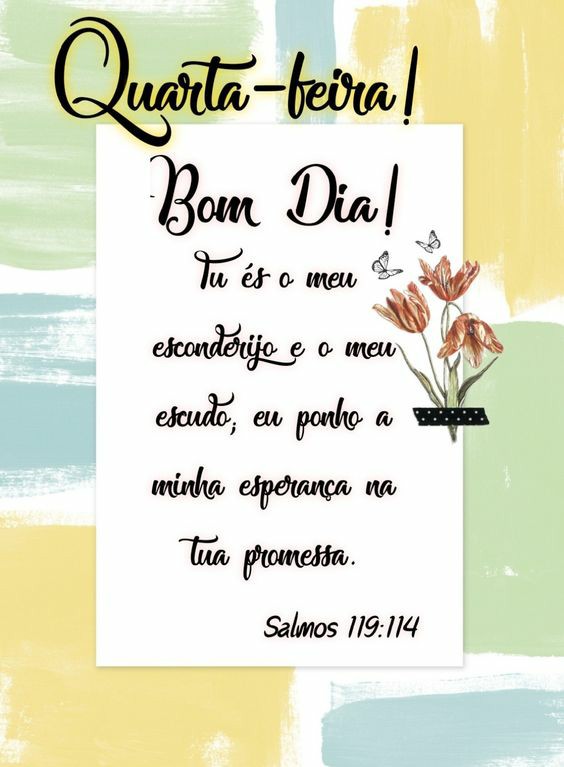 Quarta-feira!
Bom Dia!
Tu és o meu
esconderijo e o meu
escudo; eu ponho a
minha esperança na
tua promessa.
Salmos 119:114